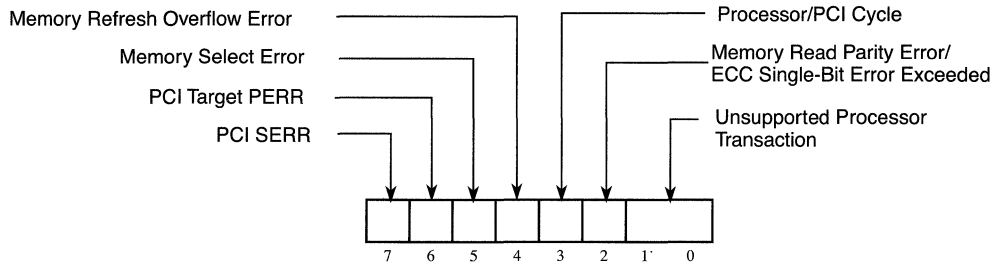 Memory Refresh Overflow Error
Memory Select Error
PCI Target PERR
PCI SERR
Processor/PCI Cycle
Memory Read Parity Error/
ECC Single-Bit Error Exceeded
Unsupported Processor
Transaction
7 6 5 4 3 2 1 0